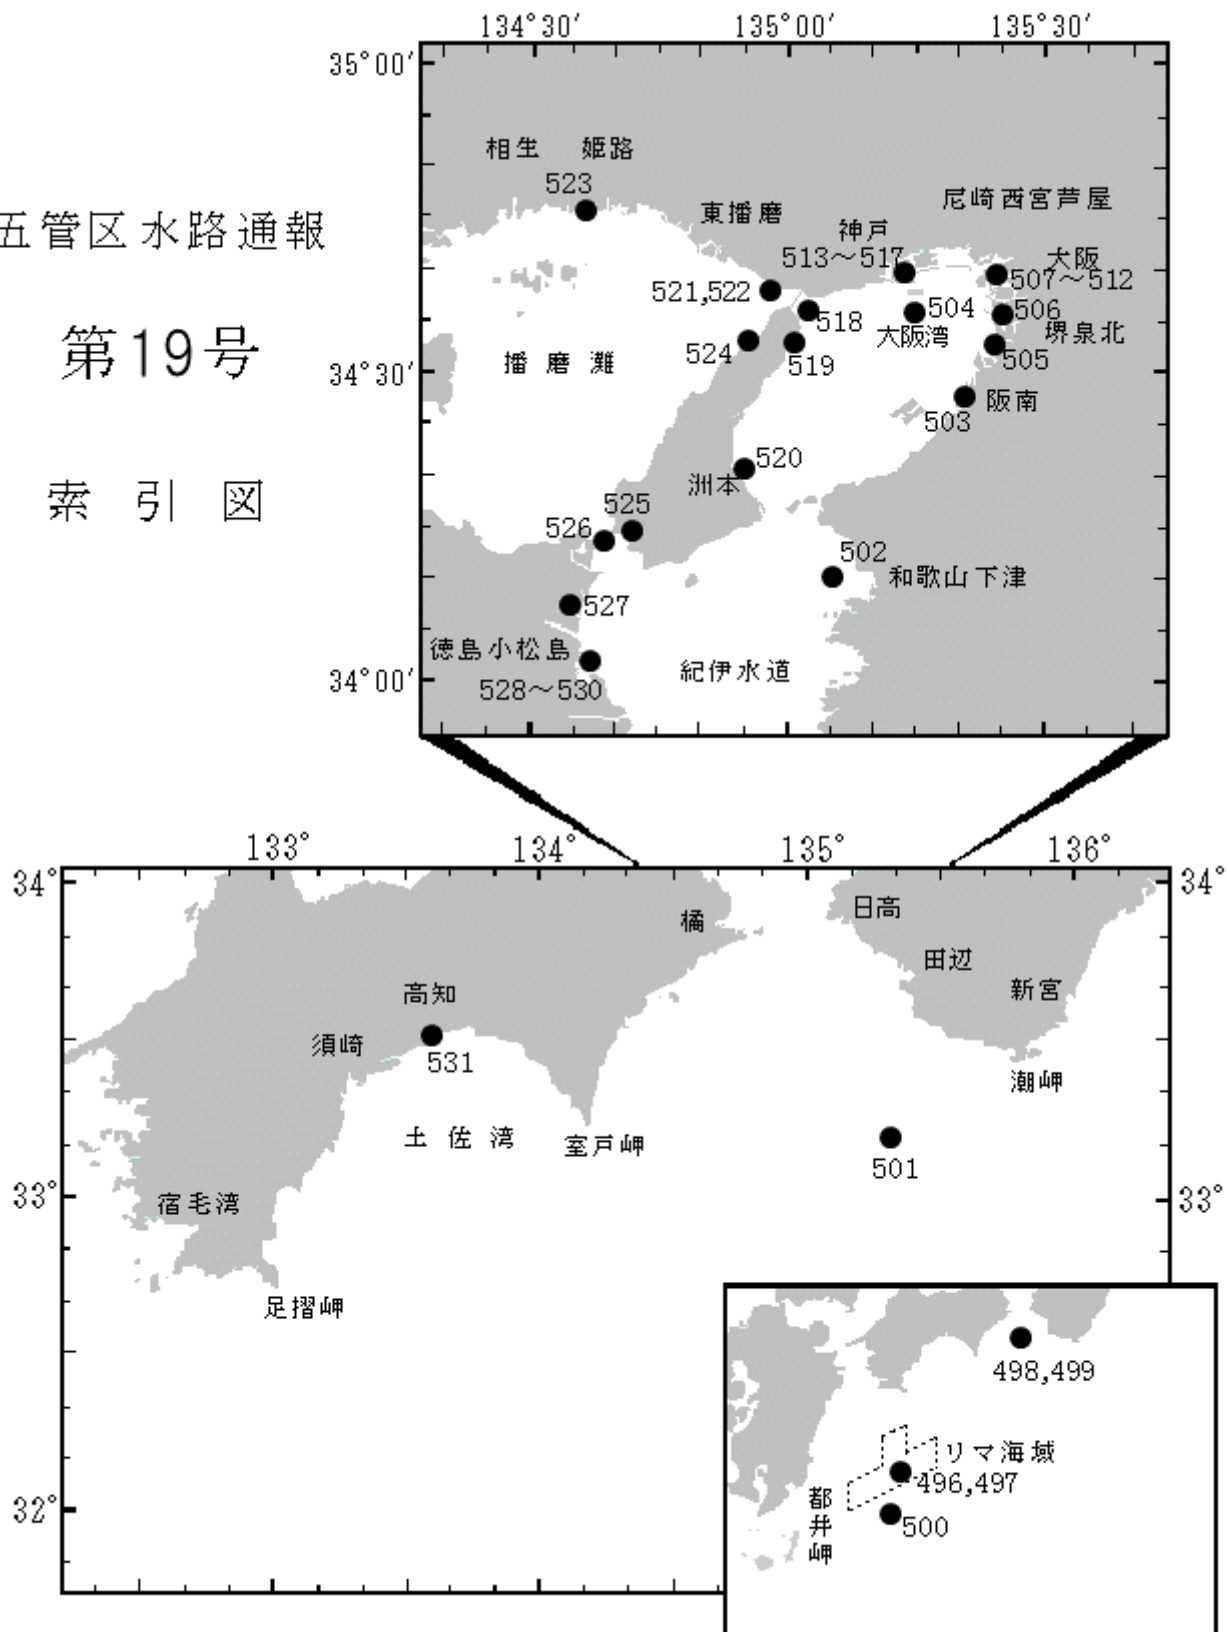 134°30′ 135°00′ 135°30′
35°00′
相生 姫路
523
尼崎西宮芦屋
東播磨
神戸
五管区水路通報
513～517
大阪
507～512
521,522
504
506
518
大阪湾
堺泉北
第19号
524
519
505
播磨灘
34°30′
阪南
503
520
洲本
索引図
525
526
502
和歌山下津
527
徳島小松島
紀伊水道
34°00′
528～530
133° 134° 135° 136°
34° 34°
橘
日高
田辺
高知
新宮
須崎
531
潮岬
土佐湾
室戸岬
501
33° 33°
宿毛湾
足摺岬
498,499
リマ海域
496,497
都井岬
32°
500